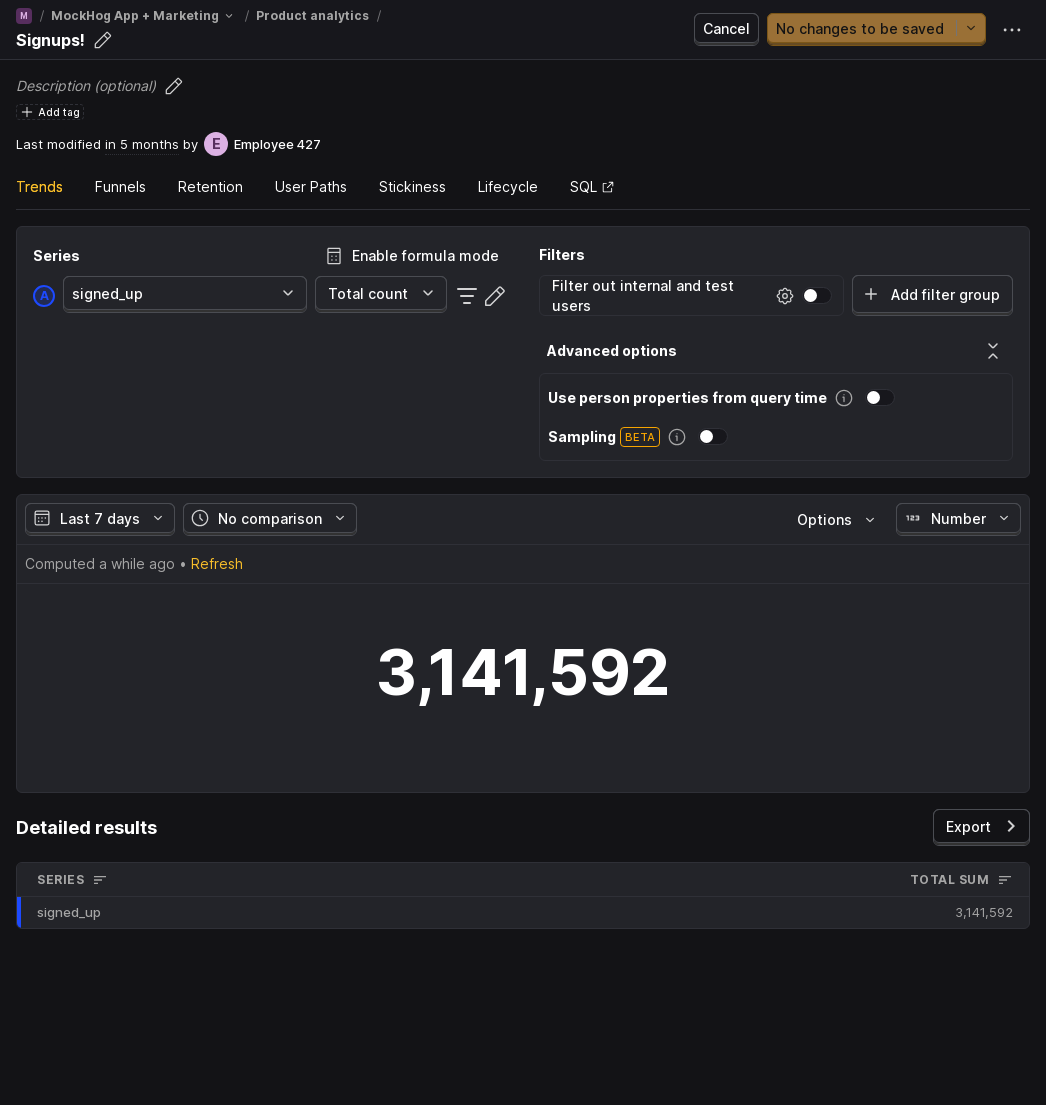 M / MockHog App + Marketing / Product analytics /
Signups!
Cancel
No changes to be saved
Description (optional)
Add tag
Last modified in 5 months by E Employee 427
Trends Funnels Retention User Paths Stickiness Lifecycle SQL
Series
Enable formula mode
A signed_up Total count
Filters
Filter out internal and test
users
Add filter group
Advanced options
Use person properties from query time
Sampling BETA
Last 7 days No comparison Options 123 Number
Computed a while ago • Refresh
3,141,592
Detailed results
Export
SERIES TOTAL SUM
signed_up 3,141,592